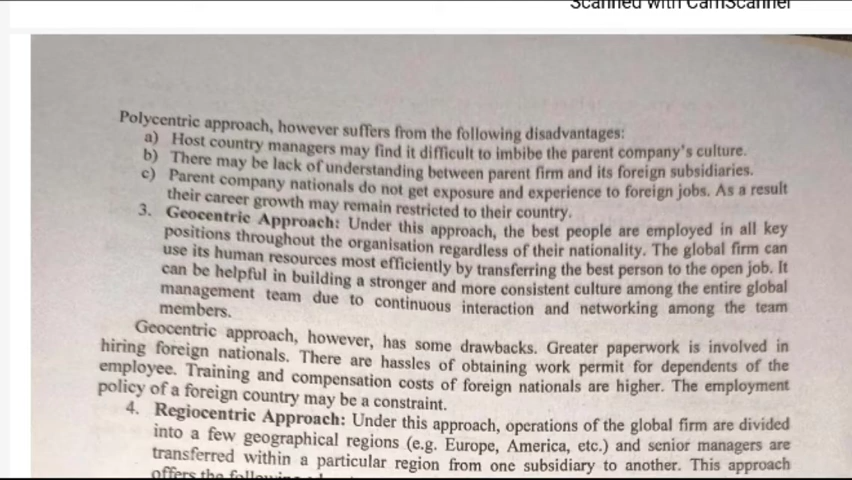 Scanned with CamScanner
Polycentric approach, however suffers from the following disadvantages:
a) Host country managers may find it difficult to imbibe the parent company's culture.
b) There may be lack of understanding between parent firm and its foreign subsidiaries.
c) Parent company nationals do not get exposure and experience to foreign jobs. As a result
their career growth may remain restricted to their country.
3. Geocentric Approach: Under this approach, the best people are employed in all key
positions throughout the organisation regardless of their nationality. The global firm can
use its human resources most efficiently by transferring the best person to the open job. It
can be helpful in building a stronger and more consistent culture among the entire global
management team due to continuous interaction and networking among the team
members.
Geocentric approach, however, has some drawbacks. Greater paperwork is involved in
hiring foreign nationals. There are hassles of obtaining work permit for dependents of the
employee. Training and compensation costs of foreign nationals are higher. The employment
policy of a foreign country may be a constraint.
4. Regiocentric Approach: Under this approach, operations of the global firm are divided
into a few geographical regions (e.g. Europe, America, etc.) and senior managers are
transferred within a particular region from one subsidiary to another. This approach
offers the